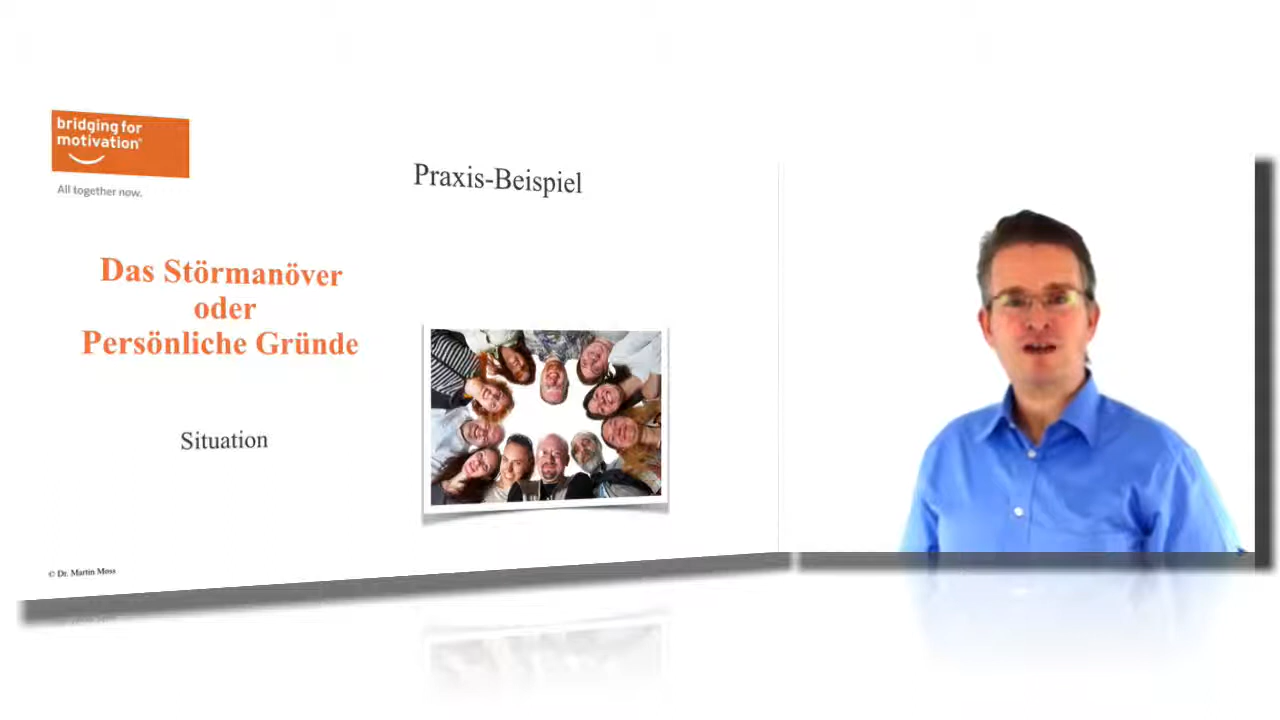 bridging for
motivation®
All together now.
Praxis-Beispiel
Das Störmanöver
oder
Persönliche Gründe
Situation
© Dr. Martin Moss